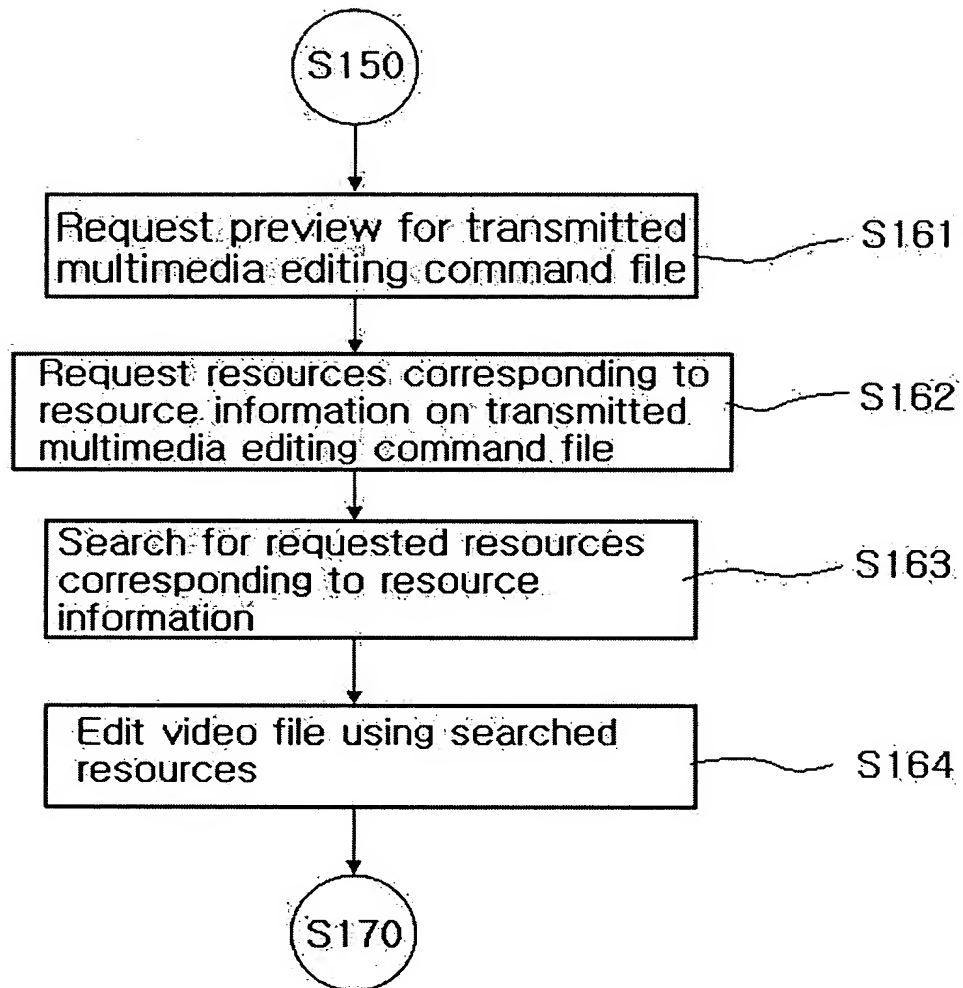 S150
Request preview for transmitted
multimedia editing command file
S161
Request resources corresponding to
resource information on transmitted
multimedia editing command file
S162
Search for requested resources
corresponding to resource
information
S163
Edit video file using searched
resources
S164
S170